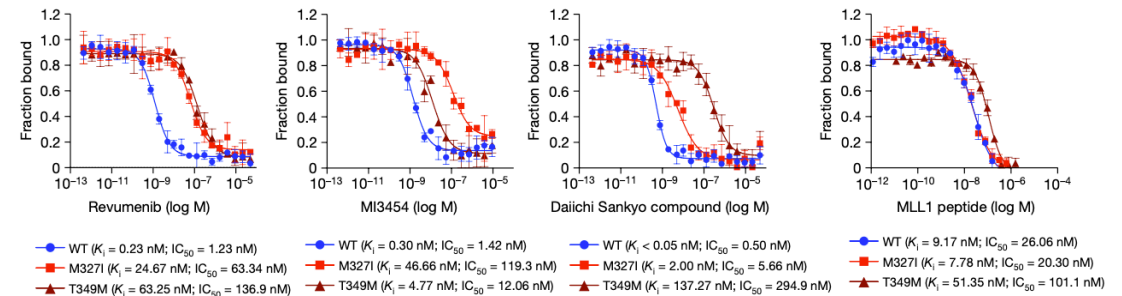 1.2
1.0
0.8
0.6
0.4
0.2
0
Fraction bound
10⁻¹³ 10⁻¹¹ 10⁻⁹ 10⁻⁷ 10⁻⁵
Revumenib (log M)
WT (Kᵢ = 0.23 nM; IC₅₀ = 1.23 nM)
M327I (Kᵢ = 24.67 nM; IC₅₀ = 63.34 nM)
T349M (Kᵢ = 63.25 nM; IC₅₀ = 136.9 nM)
1.2
1.0
0.8
0.6
0.4
0.2
0
Fraction bound
10⁻¹³ 10⁻¹¹ 10⁻⁹ 10⁻⁷ 10⁻⁵
MI3454 (log M)
WT (Kᵢ = 0.30 nM; IC₅₀ = 1.42 nM)
M327I (Kᵢ = 46.66 nM; IC₅₀ = 119.3 nM)
T349M (Kᵢ = 4.77 nM; IC₅₀ = 12.06 nM)
1.2
1.0
0.8
0.6
0.4
0.2
0
Fraction bound
10⁻¹³ 10⁻¹¹ 10⁻⁹ 10⁻⁷ 10⁻⁵
Daiichi Sankyo compound (log M)
WT (Kᵢ < 0.05 nM; IC₅₀ = 0.50 nM)
M327I (Kᵢ = 2.00 nM; IC₅₀ = 5.66 nM)
T349M (Kᵢ = 137.27 nM; IC₅₀ = 294.9 nM)
1.2
1.0
0.8
0.6
0.4
0.2
0
Fraction bound
10⁻¹² 10⁻¹⁰ 10⁻⁸ 10⁻⁶ 10⁻⁴
MLL1 peptide (log M)
WT (Kᵢ = 9.17 nM; IC₅₀ = 26.06 nM)
M327I (Kᵢ = 7.78 nM; IC₅₀ = 20.30 nM)
T349M (Kᵢ = 51.35 nM; IC₅₀ = 101.1 nM)